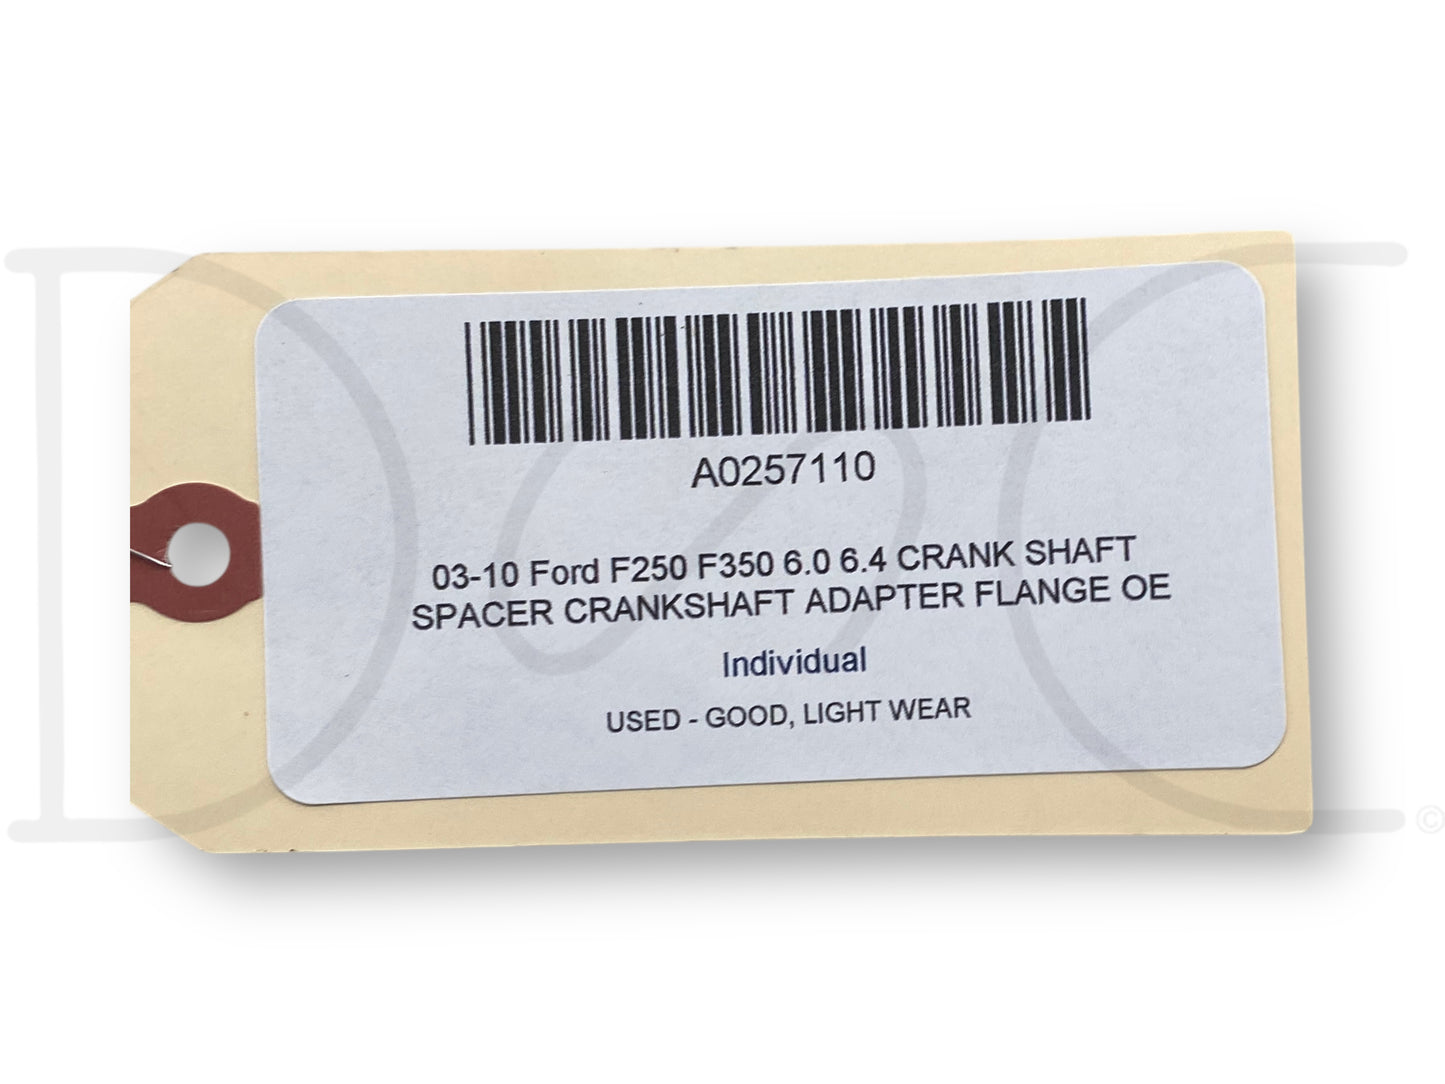 A0257110
03-10 Ford F250 F350 6.0 6.4 CRANK SHAFT
SPACER CRANKSHAFT ADAPTER FLANGE OE
Individual
USED - GOOD, LIGHT WEAR
©